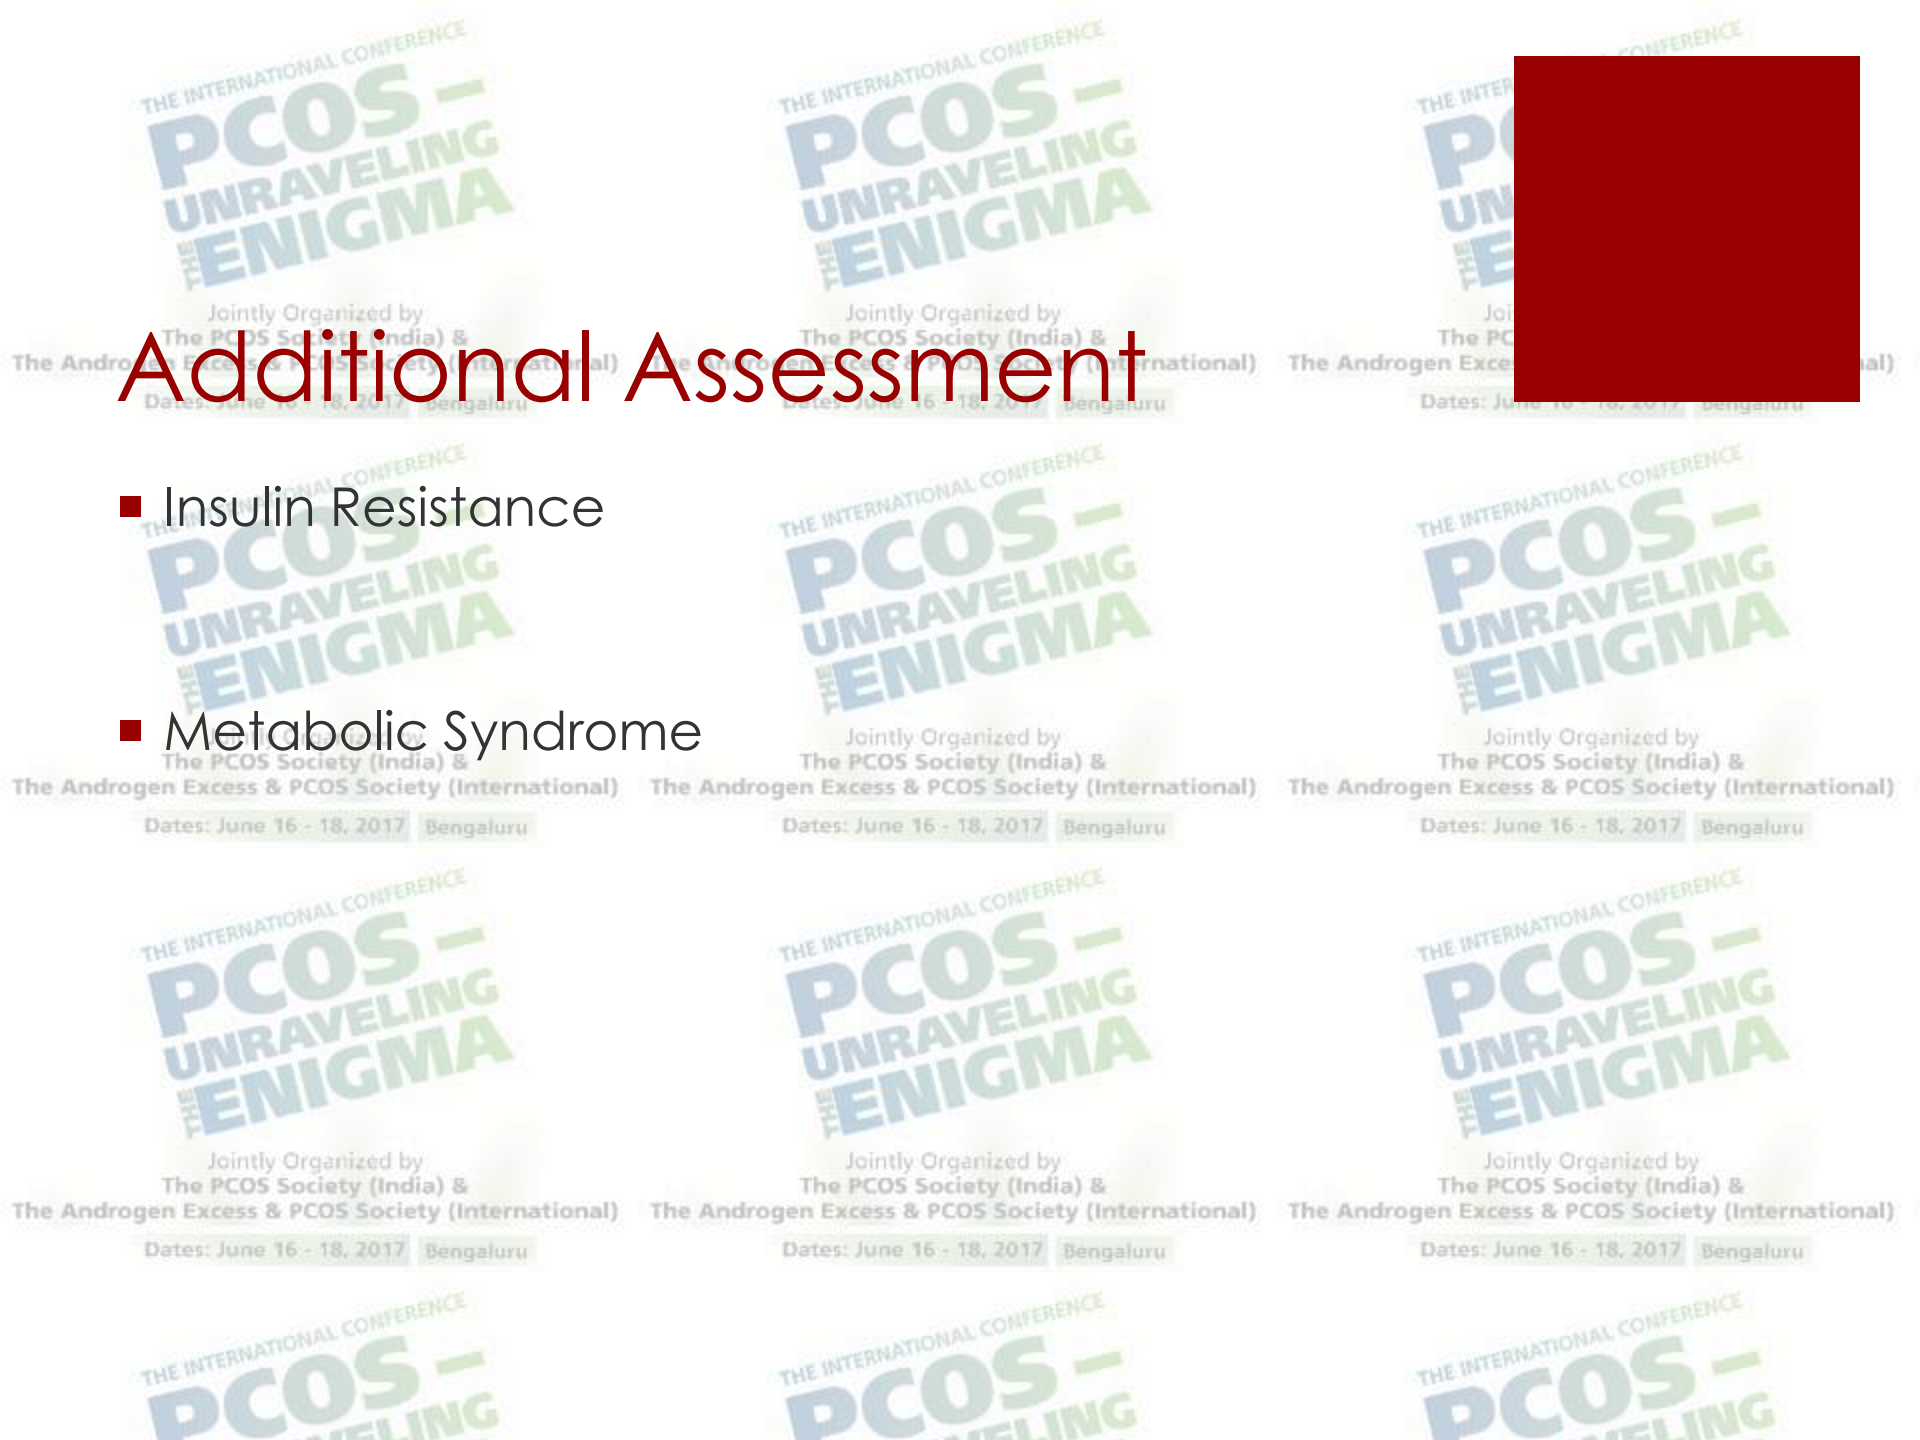 Additional Assessment
Insulin Resistance
Metabolic Syndrome
THE INTERNATIONAL CONFERENCE
PCOS –
UNRAVELING
THE ENIGMA
Jointly Organized by
The PCOS Society (India) &
The Androgen Excess & PCOS Society (International)
Dates: June 16 - 18, 2017 Bengaluru